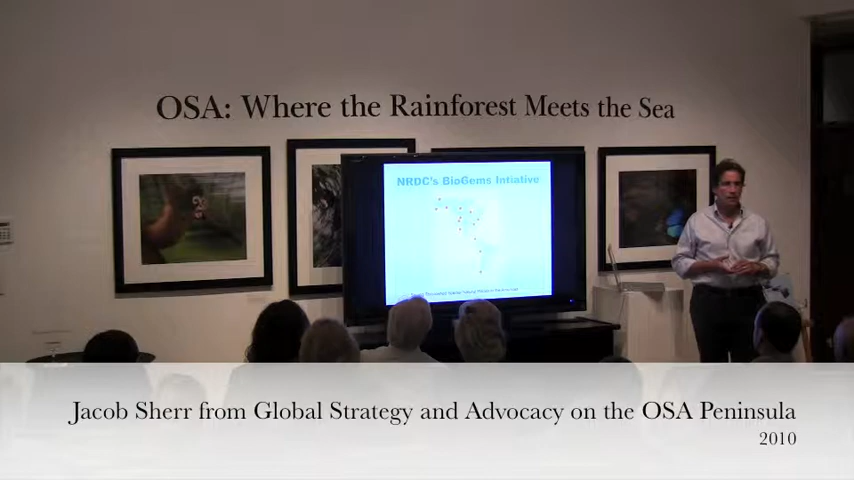 OSA: Where the Rainforest Meets the Sea
NRDC's BioGems Intiative
Jacob Sherr from Global Strategy and Advocacy on the OSA Peninsula
2010